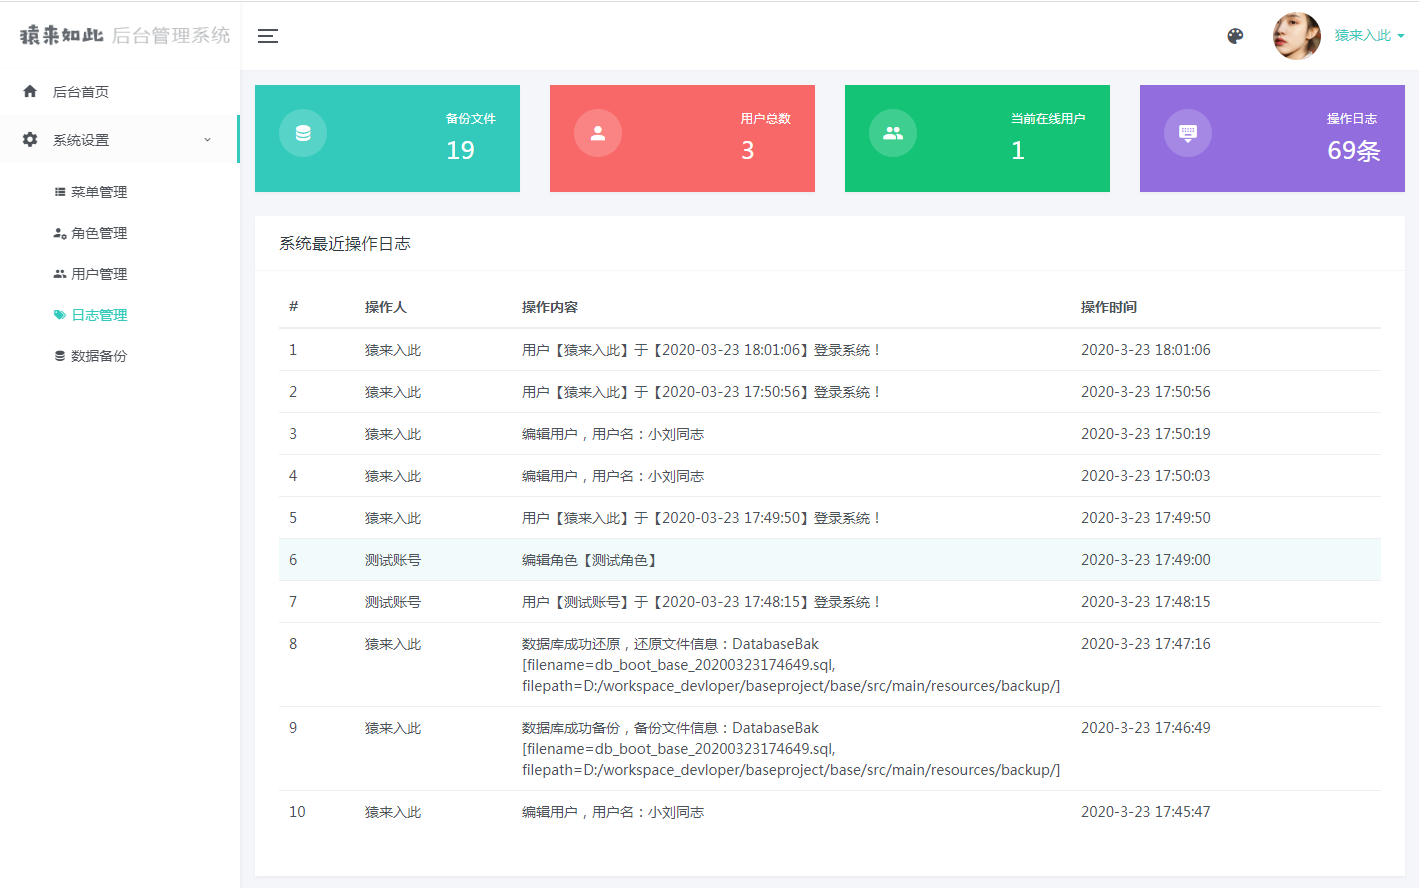 猿来如此 后台管理系统
猿来入此
后台首页
系统设置
菜单管理
角色管理
用户管理
日志管理
数据备份
备份文件
19
用户总数
3
当前在线用户
1
操作日志
69条
系统最近操作日志
# 操作人 操作内容 操作时间
1 猿来入此 用户【猿来入此】于【2020-03-23 18:01:06】登录系统！ 2020-3-23 18:01:06
2 猿来入此 用户【猿来入此】于【2020-03-23 17:50:56】登录系统！ 2020-3-23 17:50:56
3 猿来入此 编辑用户，用户名：小刘同志 2020-3-23 17:50:19
4 猿来入此 编辑用户，用户名：小刘同志 2020-3-23 17:50:03
5 猿来入此 用户【猿来入此】于【2020-03-23 17:49:50】登录系统！ 2020-3-23 17:49:50
6 测试账号 编辑角色【测试角色】 2020-3-23 17:49:00
7 测试账号 用户【测试账号】于【2020-03-23 17:48:15】登录系统！ 2020-3-23 17:48:15
8 猿来入此 数据库成功还原，还原文件信息：DatabaseBak 2020-3-23 17:47:16
[filename=db_boot_base_20200323174649.sql,
filepath=D:/workspace_devloper/baseproject/base/src/main/resources/backup/]
9 猿来入此 数据库成功备份，备份文件信息：DatabaseBak 2020-3-23 17:46:49
[filename=db_boot_base_20200323174649.sql,
filepath=D:/workspace_devloper/baseproject/base/src/main/resources/backup/]
10 猿来入此 编辑用户，用户名：小刘同志 2020-3-23 17:45:47